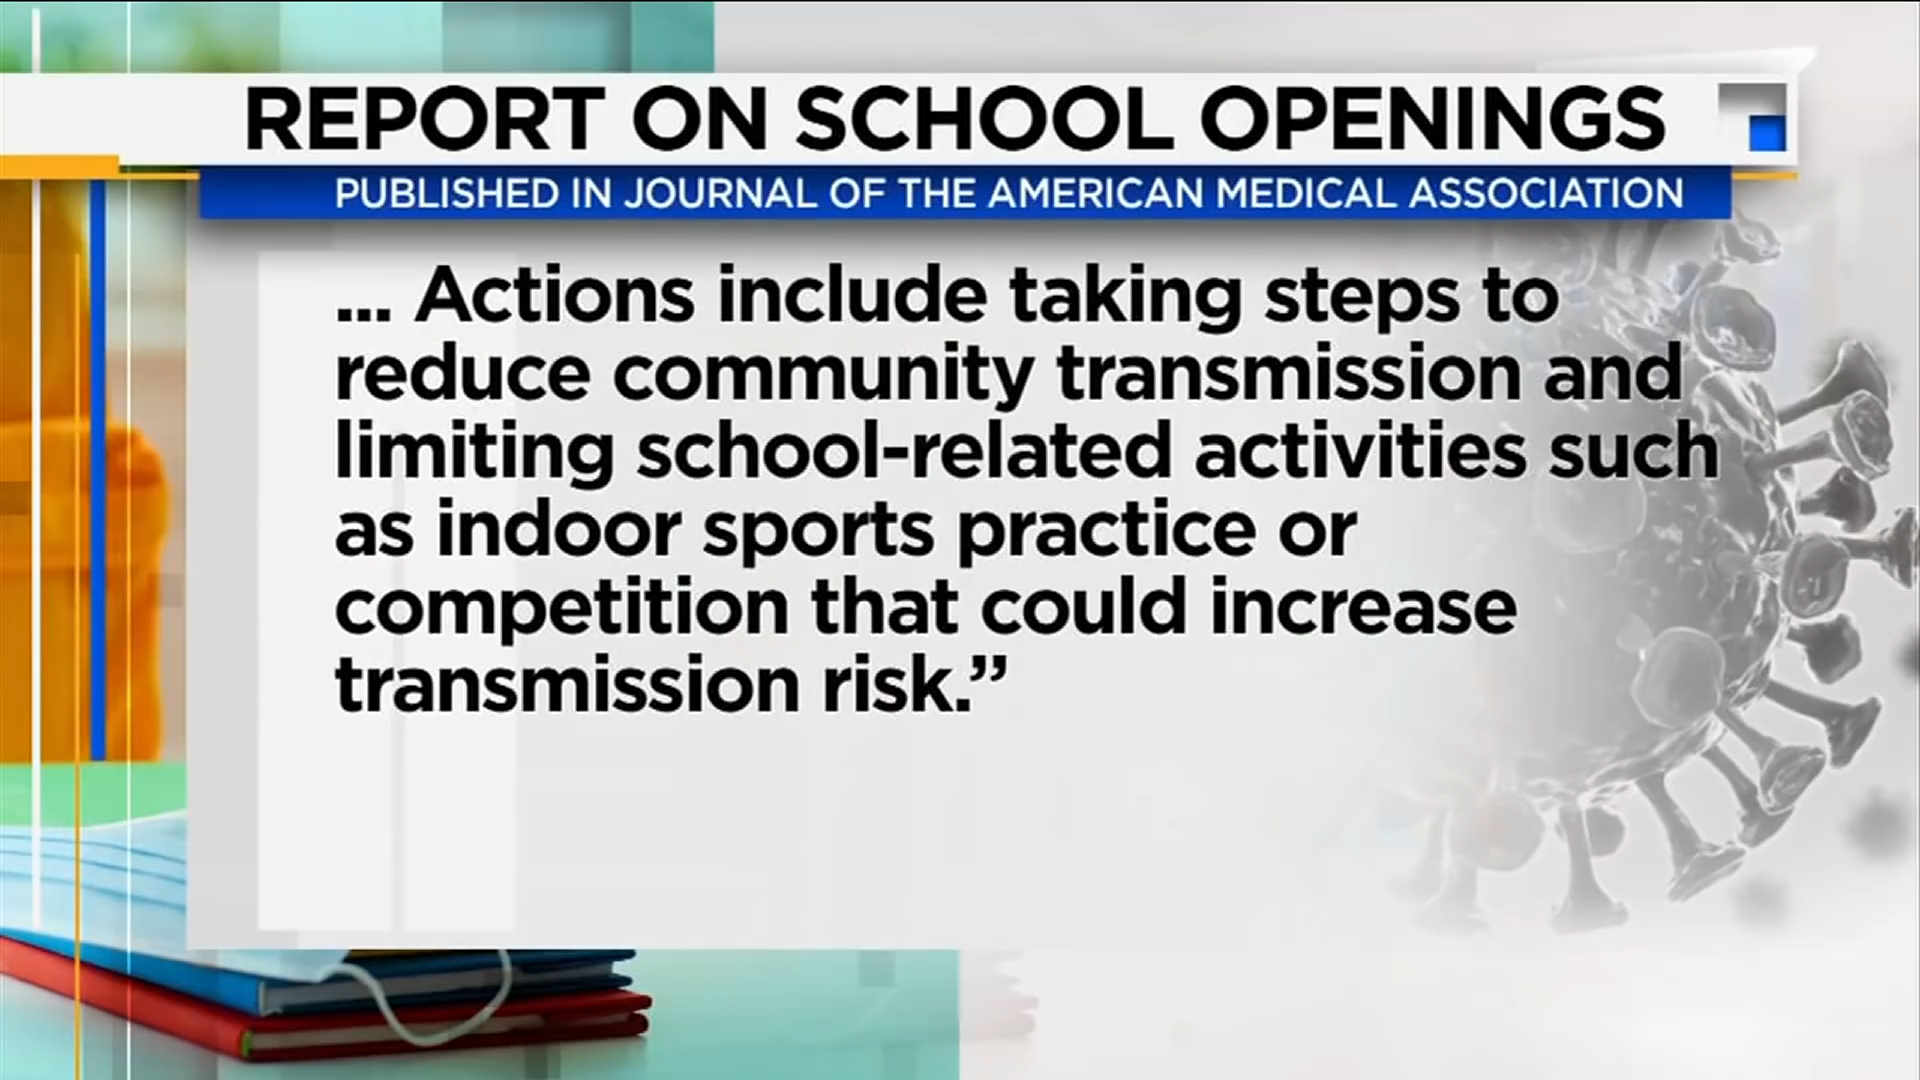 REPORT ON SCHOOL OPENINGS
PUBLISHED IN JOURNAL OF THE AMERICAN MEDICAL ASSOCIATION
... Actions include taking steps to
reduce community transmission and
limiting school-related activities such
as indoor sports practice or
competition that could increase
transmission risk.”